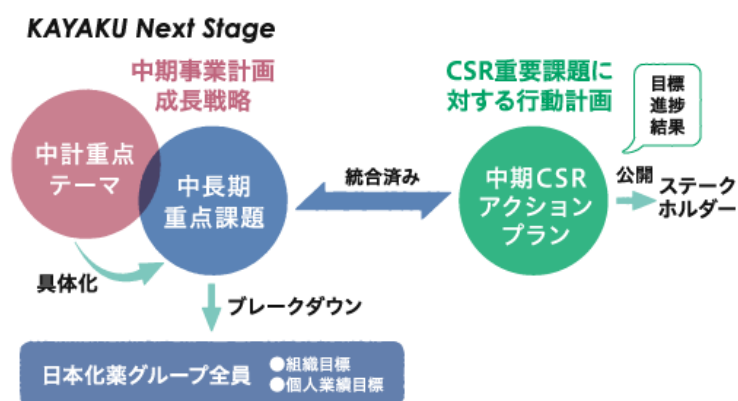 KAYAKU Next Stage
中期事業計画
成長戦略
中計重点
テーマ
中長期
重点課題
具体化
統合済み
CSR重要課題に
対する行動計画
中期CSR
アクション
プラン
目標
進捗
結果
公開
ステーク
ホルダー
ブレークダウン
日本化薬グループ全員
●組織目標
●個人業績目標